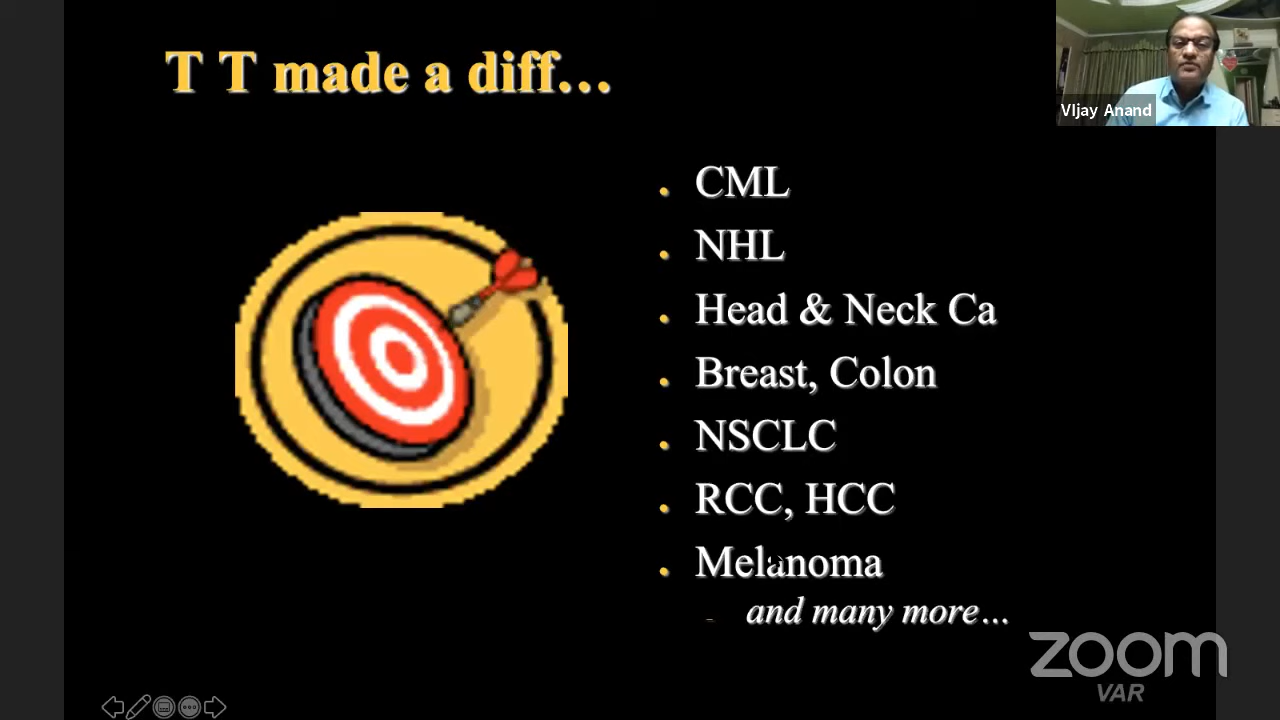 T T made a diff...
VIjay Anand
CML
NHL
Head & Neck Ca
Breast, Colon
NSCLC
RCC, HCC
Melanoma
and many more...
zoom
VAR